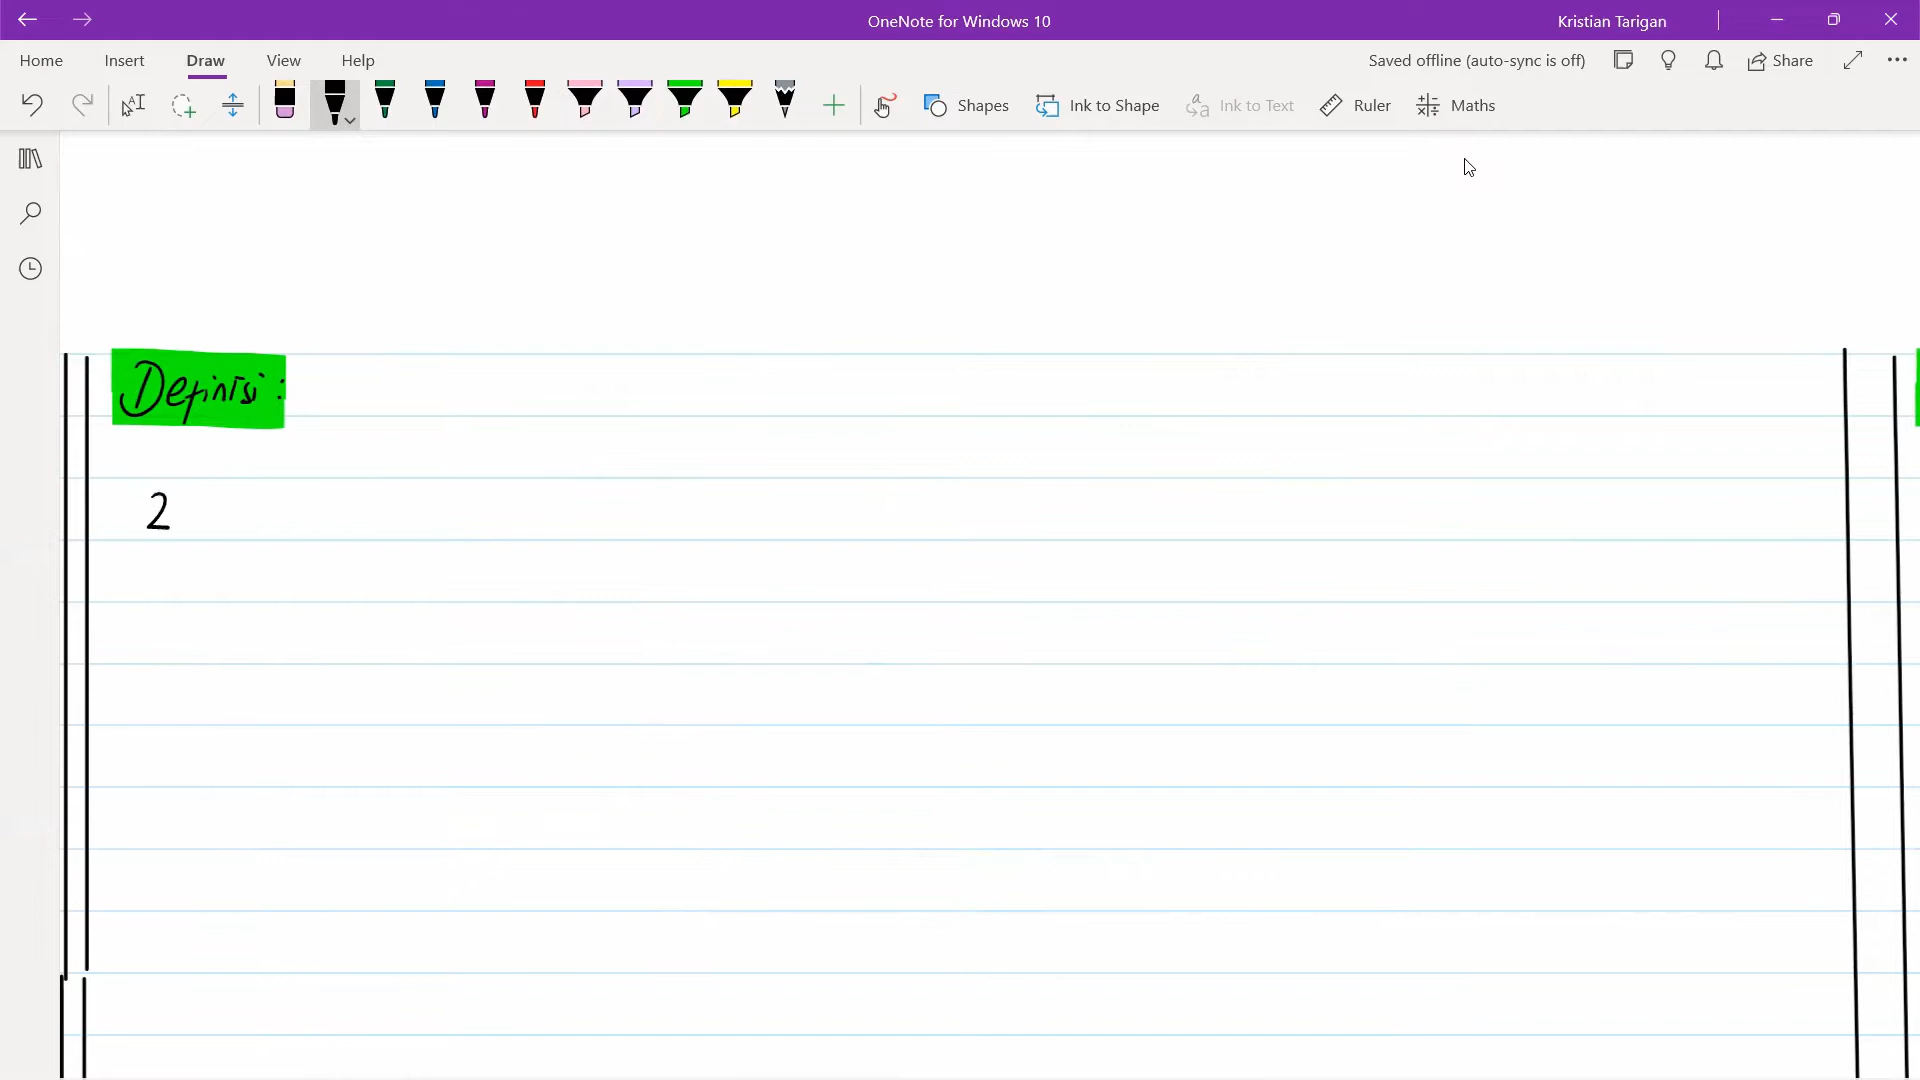 OneNote for Windows 10
Kristian Tarigan
Home Insert Draw View Help
Saved offline (auto-sync is off)
Share
Shapes
Ink to Shape
Ink to Text
Ruler
Maths
Definisi :
2